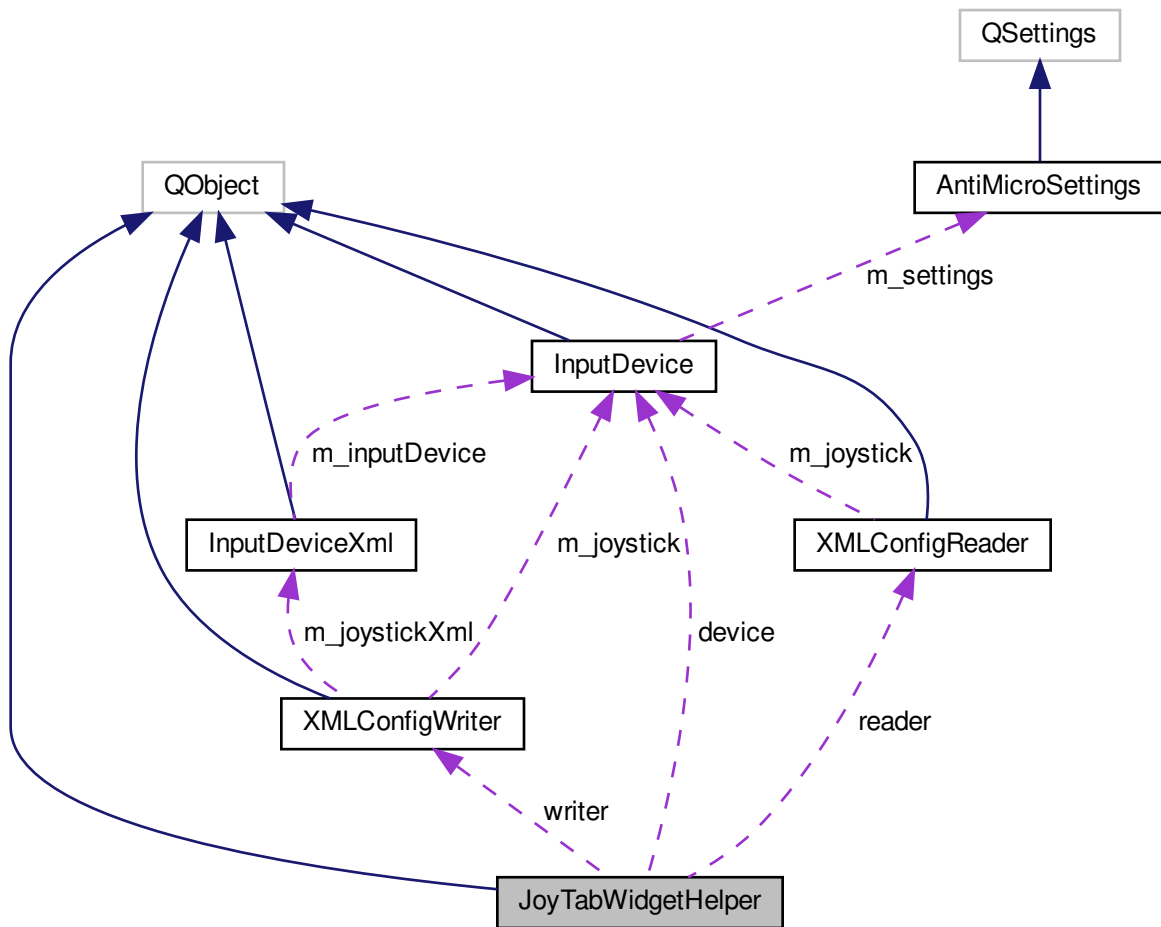 QSettings
QObject
AntiMicroSettings
m_settings
InputDevice
m_inputDevice
m_joystick
InputDeviceXml
m_joystick
XMLConfigReader
m_joystickXml
device
XMLConfigWriter
reader
writer
JoyTabWidgetHelper